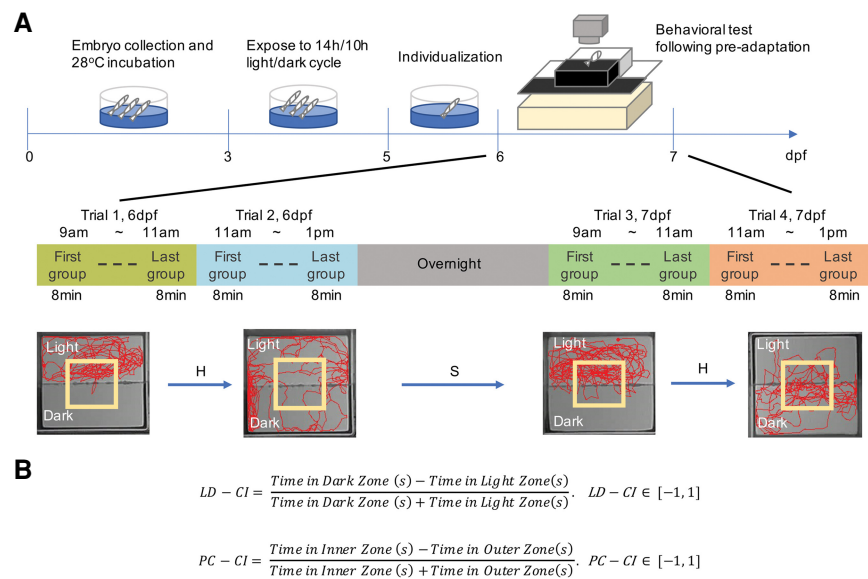 A
Embryo collection and
28°C incubation
Expose to 14h/10h
light/dark cycle
Individualization
Behavioral test
following pre-adaptation
0 3 5 6 7 dpf
Trial 1, 6dpf
9am ~ 11am
First group --- Last group
8min 8min
Trial 2, 6dpf
11am ~ 1pm
First group --- Last group
8min 8min
Overnight
Trial 3, 7dpf
9am ~ 11am
First group --- Last group
8min 8min
Trial 4, 7dpf
11am ~ 1pm
First group --- Last group
8min 8min
Light
Dark
H
Light
Dark
S
Light
Dark
H
Light
Dark
B
LD − CI = Time in Dark Zone (s) − Time in Light Zone(s) / Time in Dark Zone (s) + Time in Light Zone(s). LD − CI ∈ [−1, 1]
PC − CI = Time in Inner Zone (s) − Time in Outer Zone(s) / Time in Inner Zone (s) + Time in Outer Zone(s). PC − CI ∈ [−1, 1]